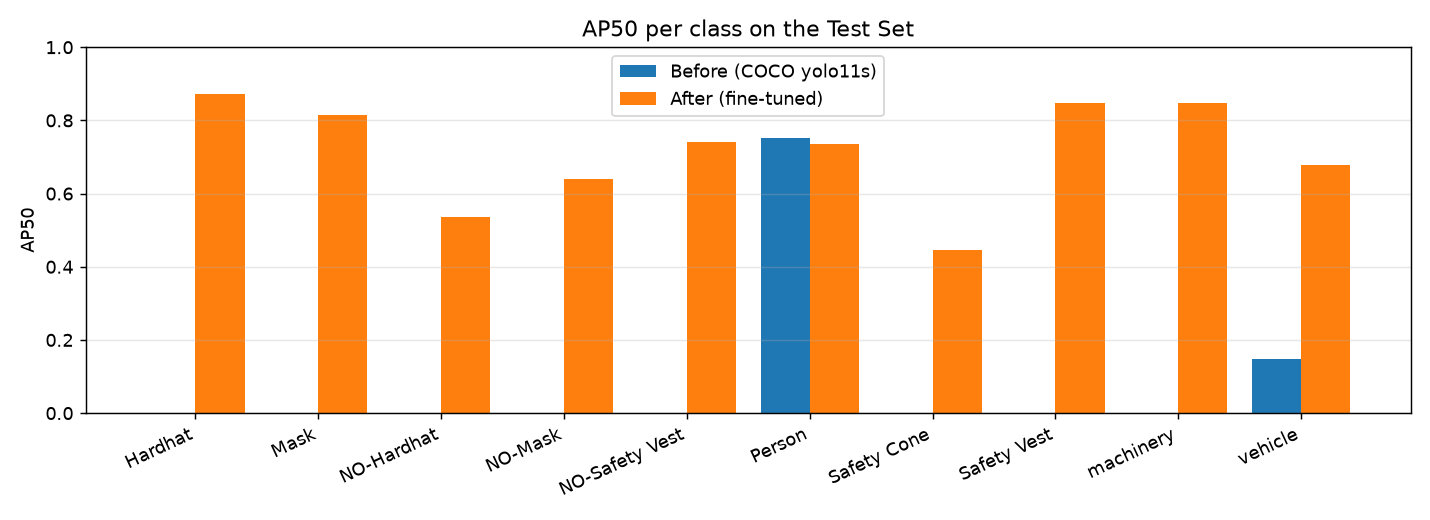 AP50 per class on the Test Set
Before (COCO yolo11s)
After (fine-tuned)
AP50
1.0
0.8
0.6
0.4
0.2
0.0
Hardhat
Mask
NO-Hardhat
NO-Mask
NO-Safety Vest
Person
Safety Cone
Safety Vest
machinery
vehicle